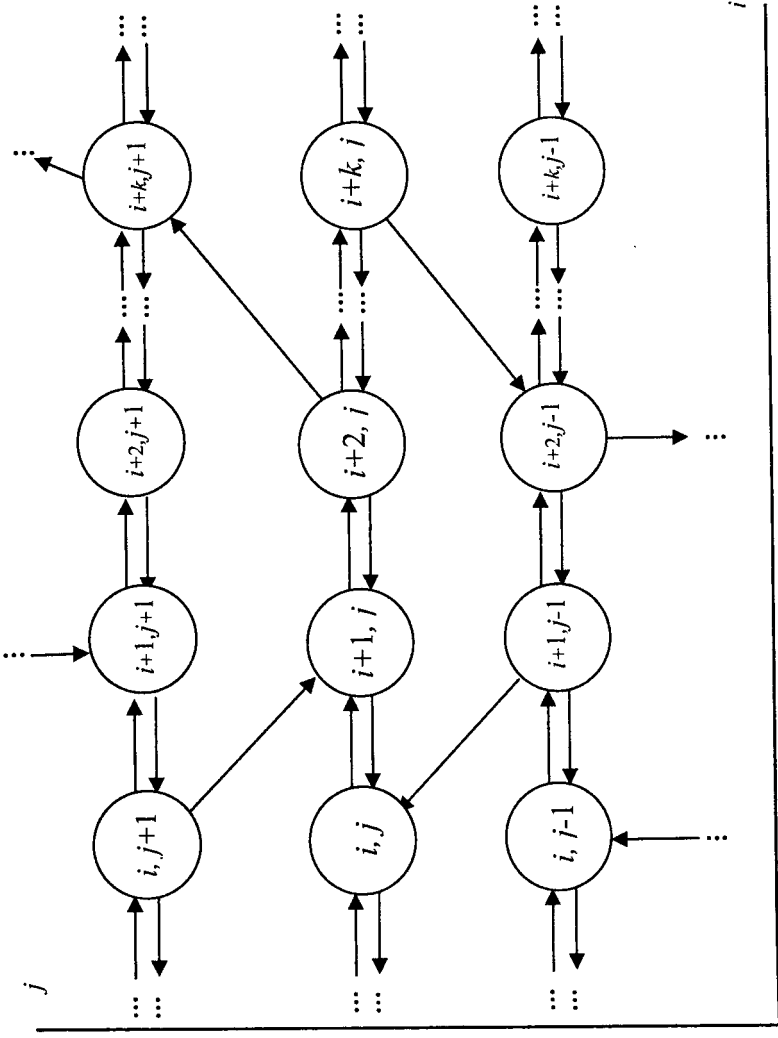 j
... ... ... ...
i, j+1 i+1, j+1 i+2, j+1 i+k, j+1
... ... ... ... ... ...
i, j i+1, j i+2, j i+k, j
... ... ... ... ... ...
i, j-1 i+1, j-1 i+2, j-1 i+k, j-1
... ... ... ... ... ...
... ...
i